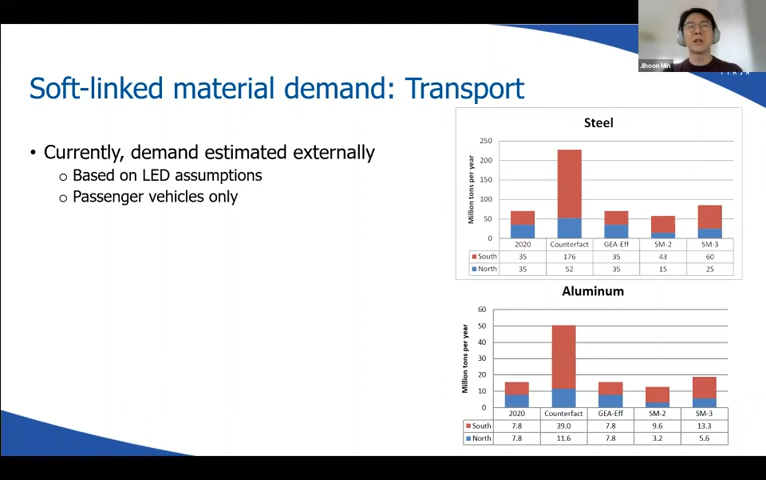 Jihoon Min
Soft-linked material demand: Transport
• Currently, demand estimated externally
o Based on LED assumptions
o Passenger vehicles only
Steel
Million tons per year
250
200
150
100
50
0
2020 Counterfact GEA-Eff SM-2 SM-3
South 35 176 35 43 60
North 35 52 35 15 25
Aluminum
Million tons per year
60
50
40
30
20
10
0
2020 Counterfact GEA-Eff SM-2 SM-3
South 7.8 39.0 7.8 9.6 13.3
North 7.8 11.6 7.8 3.2 5.6